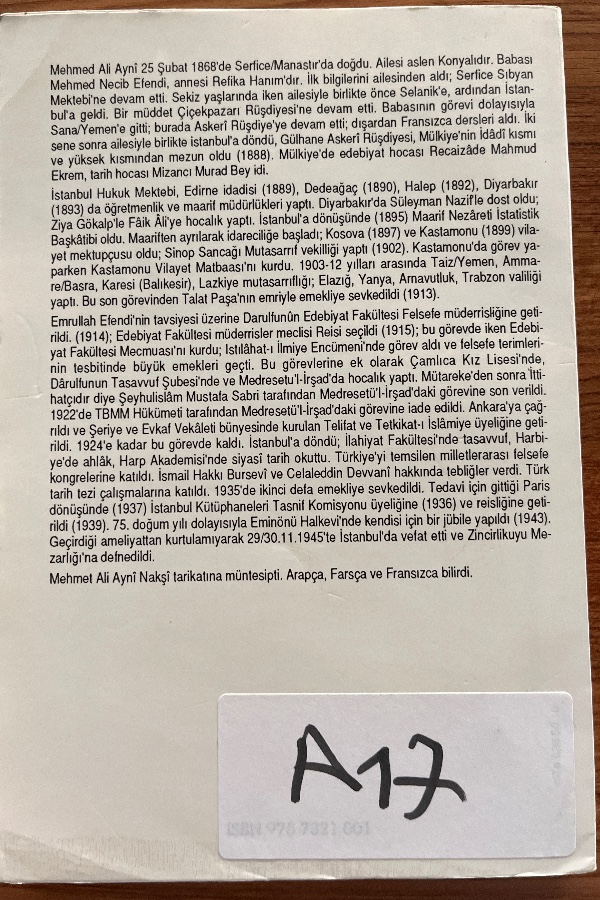 Mehmed Ali Aynî 25 Şubat 1868'de Serfice/Manastır'da doğdu. Ailesi aslen Konyalıdır. Babası
Mehmed Necib Efendi, annesi Refika Hanım'dır. İlk bilgilerini ailesinden aldı; Serfice Sıbyan
Mektebi'ne devam etti. Sekiz yaşlarında iken ailesiyle birlikte önce Selanik'e, ardından İstan-
bul'a geldi. Bir müddet Çiçekpazarı Rüşdiyesi'ne devam etti. Babasının görevi dolayısıyla
Sana/Yemen'e gitti; burada Askerî Rüşdiye'ye devam etti; dışardan Fransızca dersleri aldı. İki
sene sonra ailesiyle birlikte istanbul'a döndü, Gülhane Askerî Rüşdiyesi, Mülkiye'nin İdâdî kısmı
ve yüksek kısmından mezun oldu (1888). Mülkiye'de edebiyat hocası Recaizâde Mahmud
Ekrem, tarih hocası Mizancı Murad Bey idi.
İstanbul Hukuk Mektebi, Edirne idadisi (1889), Dedeağaç (1890), Halep (1892), Diyarbakır
(1893) da öğretmenlik ve maarif müdürlükleri yaptı. Diyarbakır'da Süleyman Nazif'le dost oldu;
Ziya Gökalp'le Fâik Âli'ye hocalık yaptı. İstanbul'a dönüşünde (1895) Maarif Nezâreti İstatistik
Başkâtibi oldu. Maariften ayrılarak idareciliğe başladı; Kosova (1897) ve Kastamonu (1899) vila-
yet mektupçusu oldu; Sinop Sancağı Mutasarrıf vekilliği yaptı (1902). Kastamonu'da görev ya-
parken Kastamonu Vilayet Matbaası'nı kurdu. 1903-12 yılları arasında Taiz/Yemen, Amma-
re/Basra, Karesi (Balıkesir), Lazkiye mutasarrıflığı; Elazığ, Yanya, Arnavutluk, Trabzon valiliği
yaptı. Bu son görevinden Talat Paşa'nın emriyle emekliye sevkedildi (1913).
Emrullah Efendi'nin tavsiyesi üzerine Darulfunûn Edebiyat Fakültesi Felsefe müderrisliğine geti-
rildi. (1914); Edebiyat Fakültesi müderrisler meclisi Reisi seçildi (1915); bu görevde iken Edebi-
yat Fakültesi Mecmuası'nı kurdu; Istılâhat-ı İlmiye Encümeni'nde görev aldı ve felsefe terimleri-
nin tesbitinde büyük emekleri geçti. Bu görevlerine ek olarak Çamlıca Kız Lisesi'nde,
Dârulfunun Tasavvuf Şubesi'nde ve Medresetu'l-İrşad'da hocalık yaptı. Mütareke'den sonra İtti-
hatçıdır diye Şeyhulislâm Mustafa Sabri tarafından Medresetü'l-İrşad'daki görevine son verildi.
1922'de TBMM Hükümeti tarafından Medresetü'l-İrşad'daki görevine iade edildi. Ankara'ya çağ-
rıldı ve Şeriye ve Evkaf Vekâleti bünyesinde kurulan Telifat ve Tetkikat-ı İslâmiye üyeliğine geti-
rildi. 1924'e kadar bu görevde kaldı. İstanbul'a döndü; İlahiyat Fakültesi'nde tasavvuf, Harbi-
ye'de ahlâk, Harp Akademisi'nde siyasî tarih okuttu. Türkiye'yi temsilen milletlerarası felsefe
kongrelerine katıldı. İsmail Hakkı Bursevî ve Celaleddin Devvanî hakkında tebliğler verdi. Türk
tarih tezi çalışmalarına katıldı. 1935'de ikinci defa emekliye sevkedildi. Tedavi için gittiği Paris
dönüşünde (1937) İstanbul Kütüphaneleri Tasnif Komisyonu üyeliğine (1936) ve reisliğine geti-
rildi (1939). 75. doğum yılı dolayısıyla Eminönü Halkevi'nde kendisi için bir jübile yapıldı (1943).
Geçirdiği ameliyattan kurtulamıyarak 29/30.11.1945'te İstanbul'da vefat etti ve Zincirlikuyu Me-
zarlığı'na defnedildi.
Mehmet Ali Aynî Nakşî tarikatına müntesipti. Arapça, Farsça ve Fransızca bilirdi.
A17